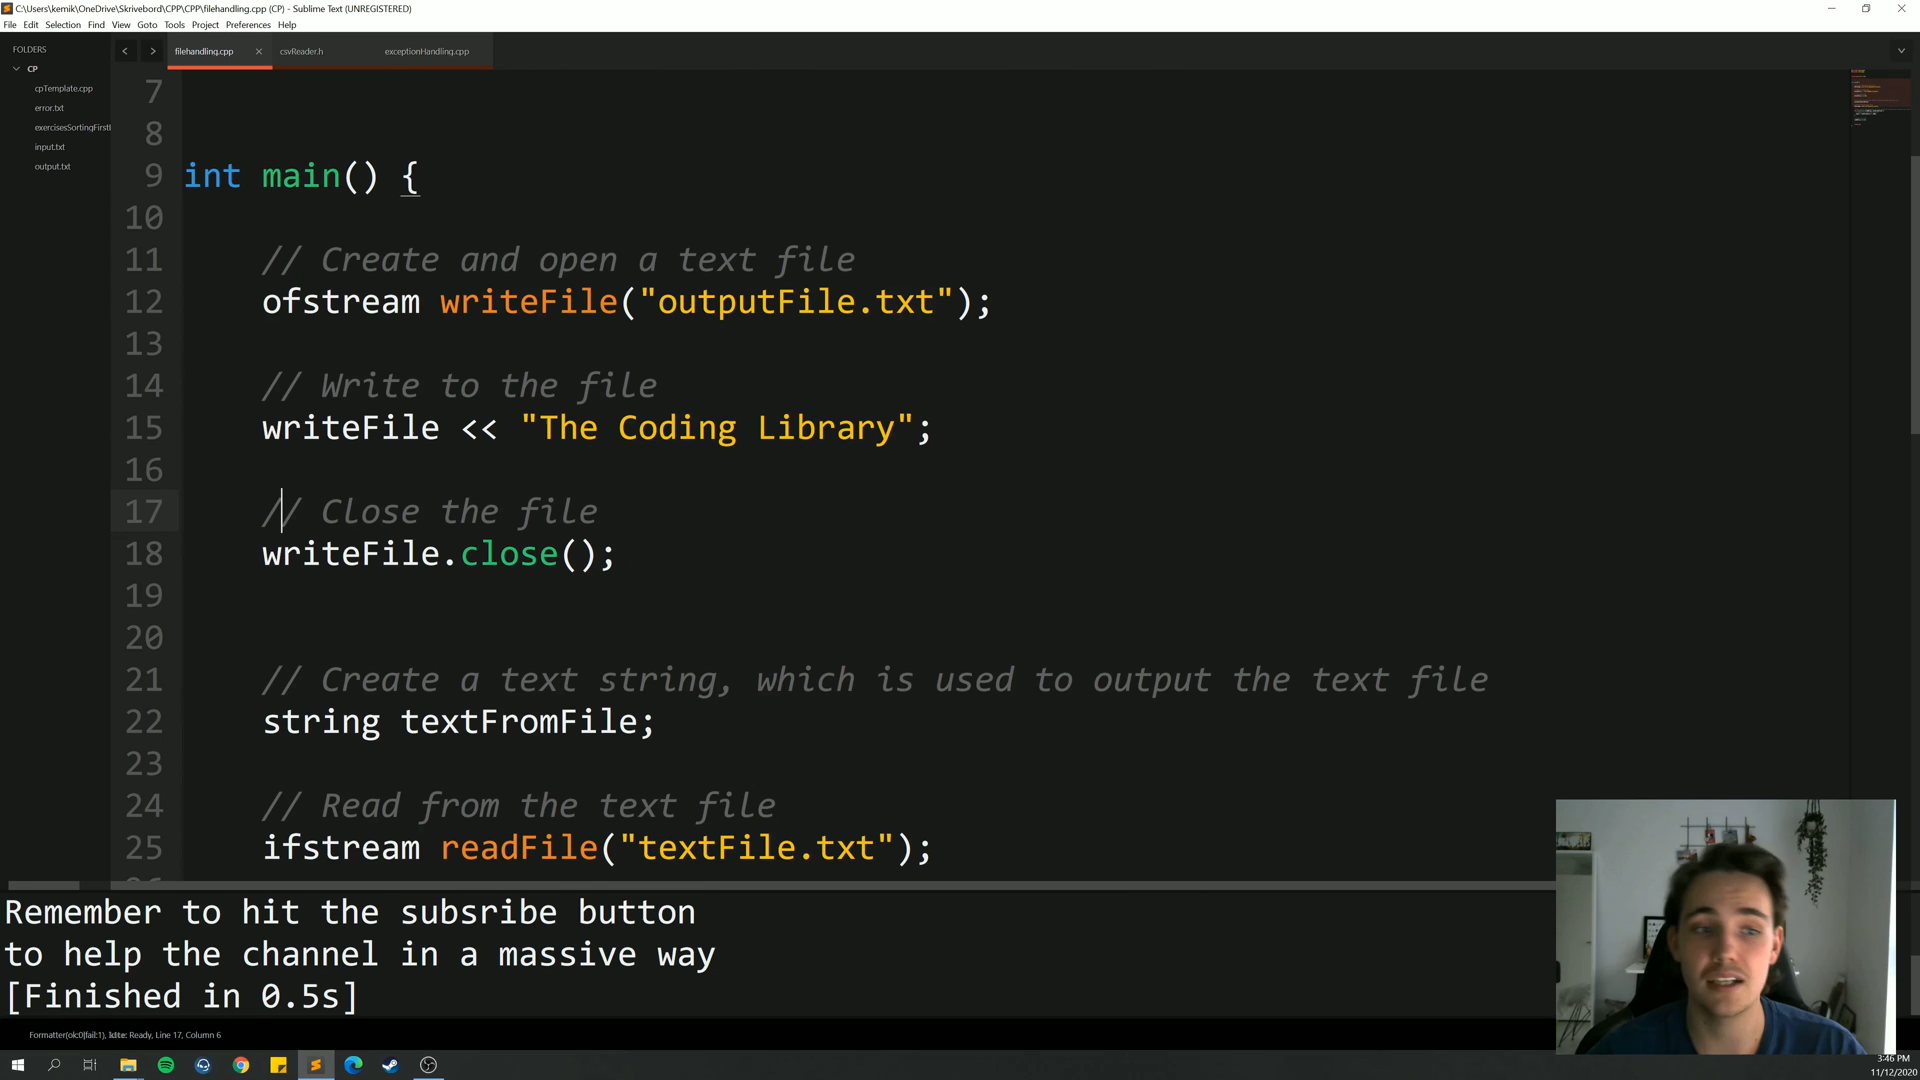 C:\Users\kemik\OneDrive\Skrivebord\CPP\CPP\filehandling.cpp (CP) - Sublime Text (UNREGISTERED)
File Edit Selection Find View Goto Tools Project Preferences Help
FOLDERS
CP
cpTemplate.cpp
error.txt
exercisesSortingFirstI
input.txt
output.txt
filehandling.cpp csvReader.h exceptionHandling.cpp
7
8
9 int main() {
10
11 // Create and open a text file
12 ofstream writeFile("outputFile.txt");
13
14 // Write to the file
15 writeFile << "The Coding Library";
16
17 // Close the file
18 writeFile.close();
19
20
21 // Create a text string, which is used to output the text file
22 string textFromFile;
23
24 // Read from the text file
25 ifstream readFile("textFile.txt");
Remember to hit the subsribe button
to help the channel in a massive way
[Finished in 0.5s]
Ready, Line 17, Column 6
3:46 PM
11/12/2020